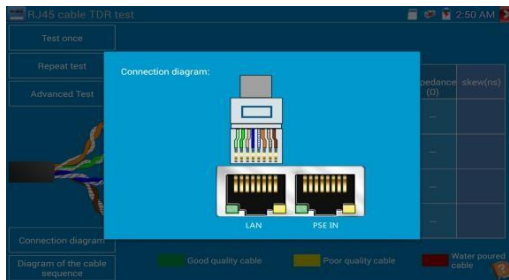 RJ45 cable TDR test
2:50 AM
Test once
Repeat test
Advanced Test
Connection diagram:
pedance
(Ω)
skew(ns)
--
--
--
--
LAN
PSE IN
Connection diagram
Diagram of the cable
sequence
Good quality cable
Poor quality cable
Water poured
cable